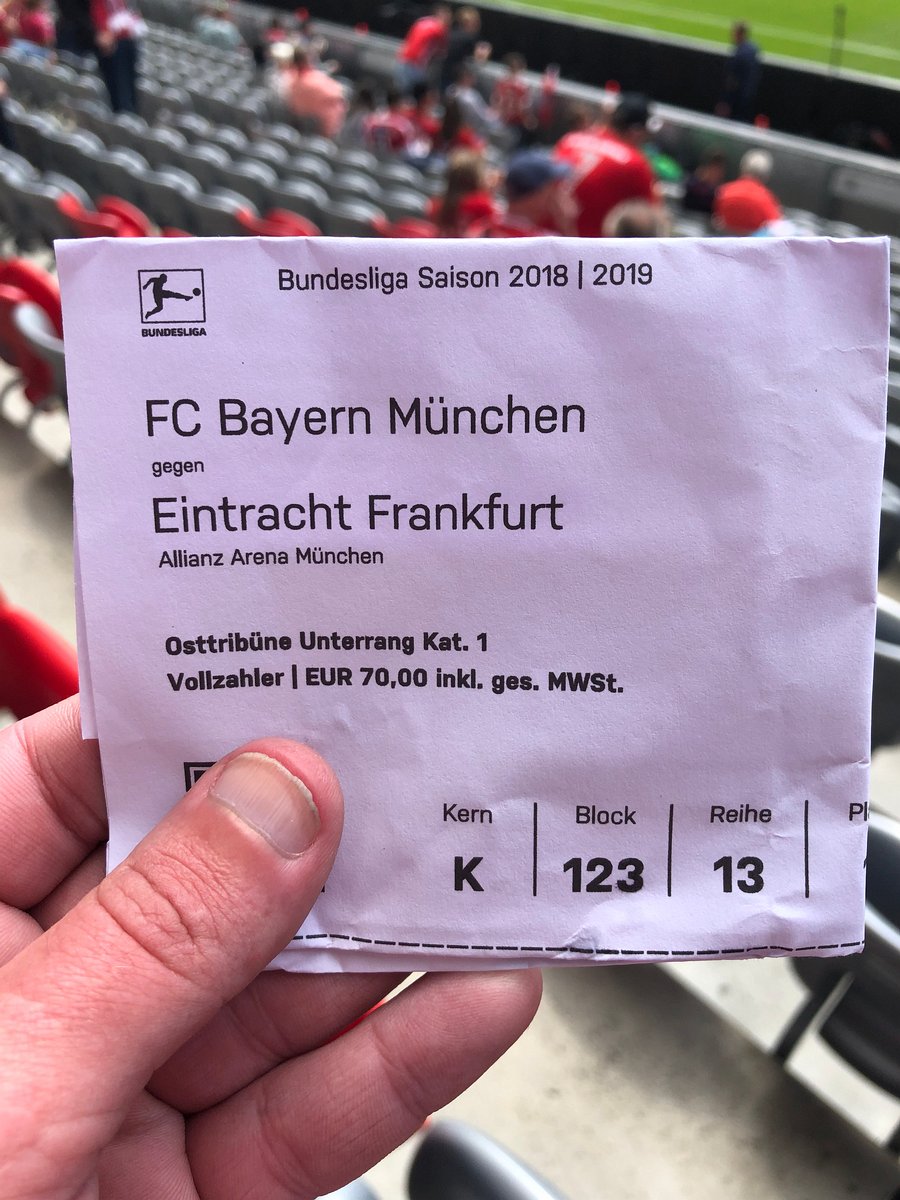 BUNDESLIGA
Bundesliga Saison 2018 | 2019
FC Bayern München
gegen
Eintracht Frankfurt
Allianz Arena München
Osttribüne Unterrang Kat. 1
Vollzahler | EUR 70,00 inkl. ges. MWSt.
Kern | Block | Reihe |
K | 123 | 13 |